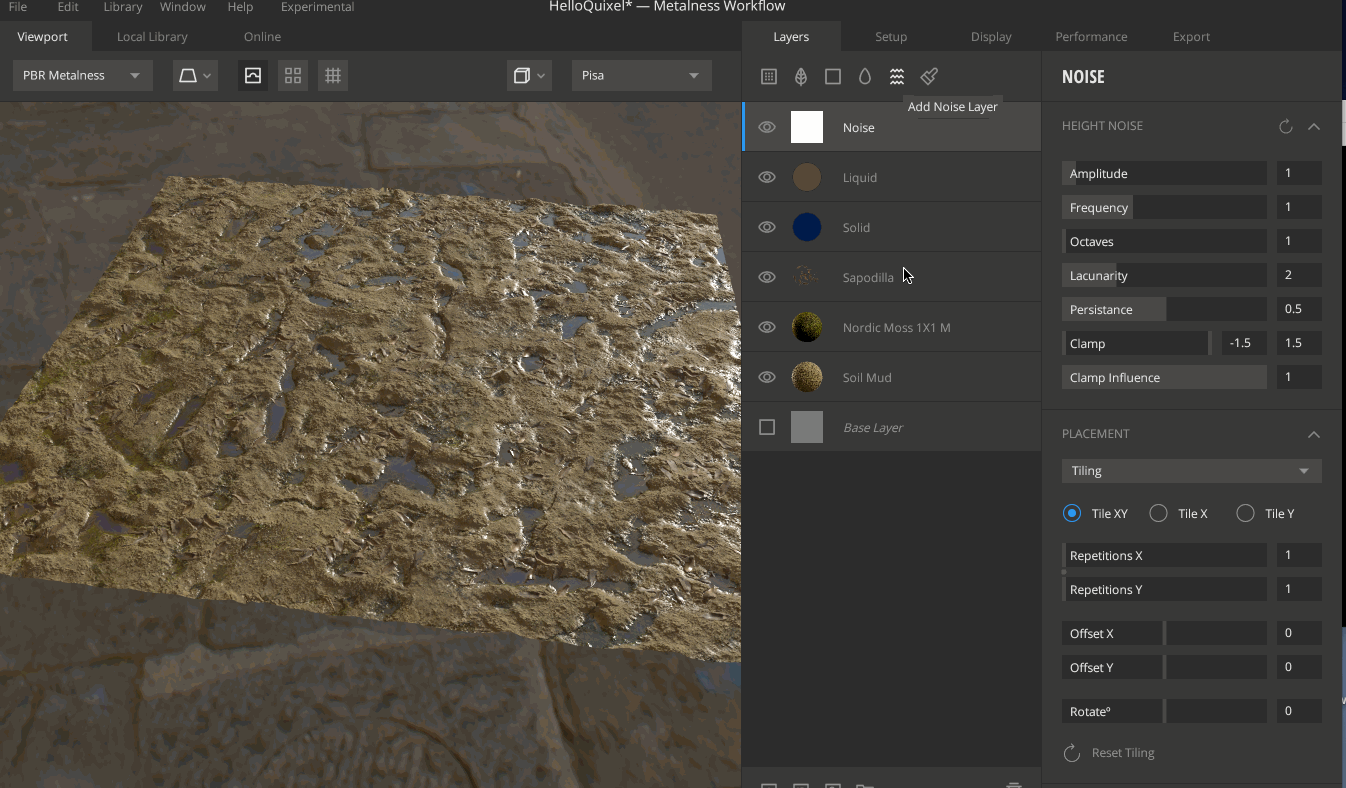 File Edit Library Window Help Experimental HelloQuixel* — Metalness Workflow
Viewport Local Library Online
Layers Setup Display Performance Export
PBR Metalness
Pisa
NOISE
Add Noise Layer
Noise
Liquid
Solid
Sapodilla
Nordic Moss 1X1 M
Soil Mud
Base Layer
HEIGHT NOISE
Amplitude 1
Frequency 1
Octaves 1
Lacunarity 2
Persistance 0.5
Clamp -1.5 1.5
Clamp Influence 1
PLACEMENT
Tiling
Tile XY Tile X Tile Y
Repetitions X 1
Repetitions Y 1
Offset X 0
Offset Y 0
Rotate° 0
Reset Tiling